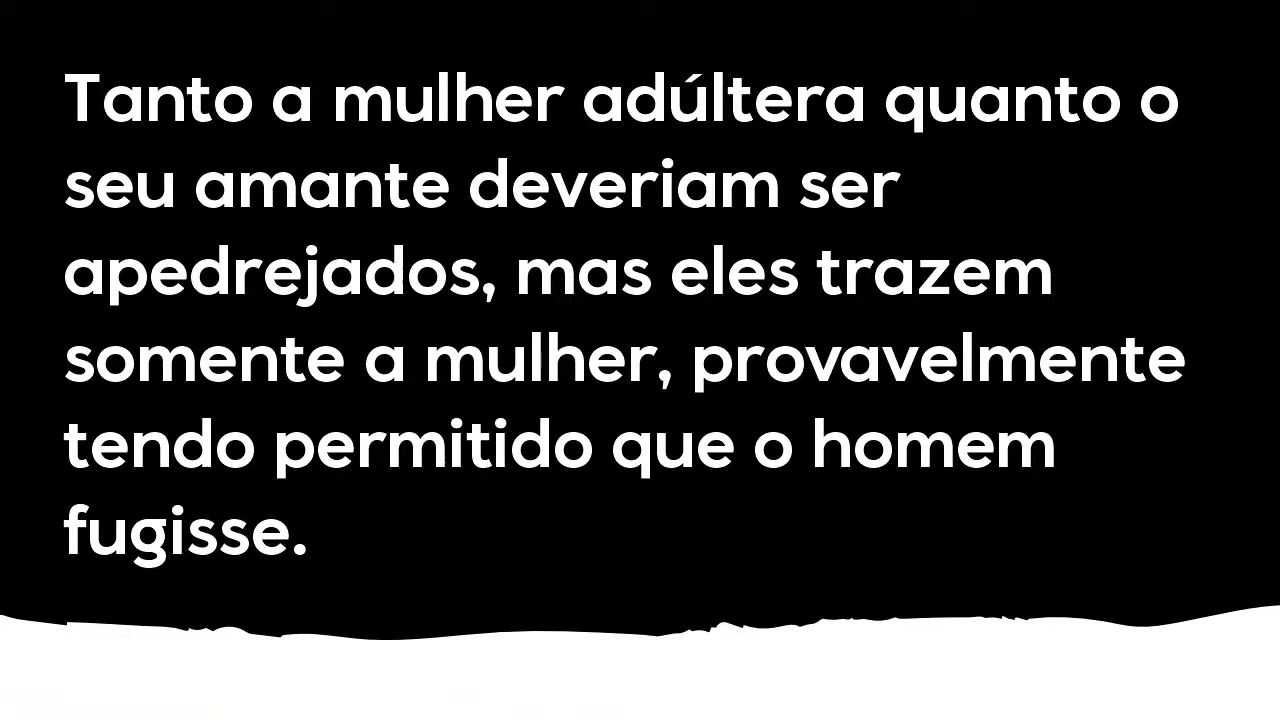 Tanto a mulher adúltera quanto o
seu amante deveriam ser
apedrejados, mas eles trazem
somente a mulher, provavelmente
tendo permitido que o homem
fugisse.